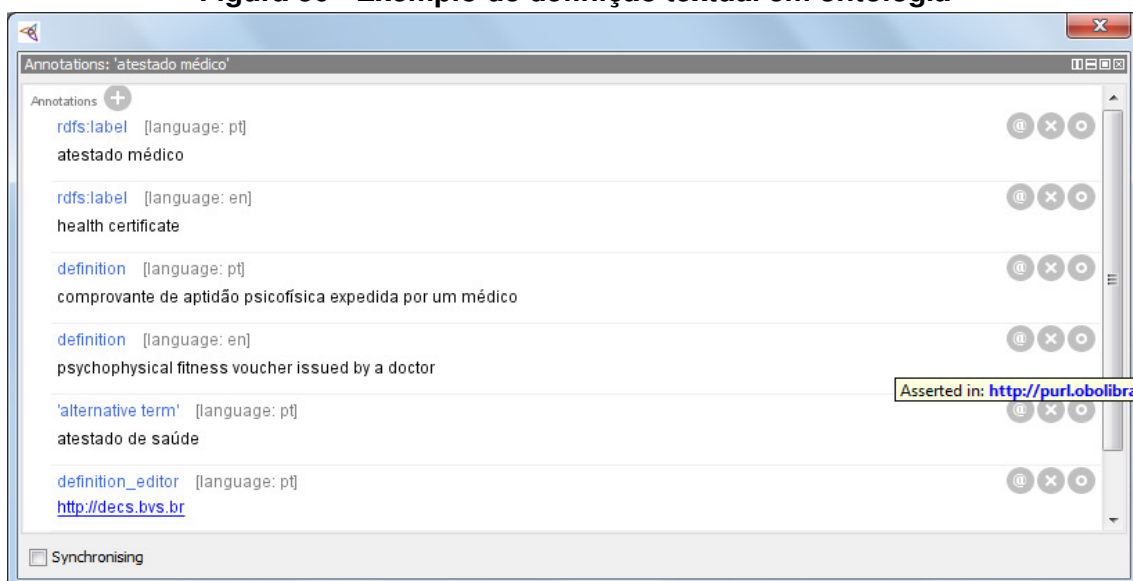 Annotations: 'atestado médico'
Annotations
rdfs:label [language: pt]
atestado médico
rdfs:label [language: en]
health certificate
definition [language: pt]
comprovante de aptidão psicofísica expedida por um médico
definition [language: en]
psychophysical fitness voucher issued by a doctor
Asserted in: http://purl.obolibra
'alternative term' [language: pt]
atestado de saúde
definition_editor [language: pt]
http://decs.bvs.br
Synchronising